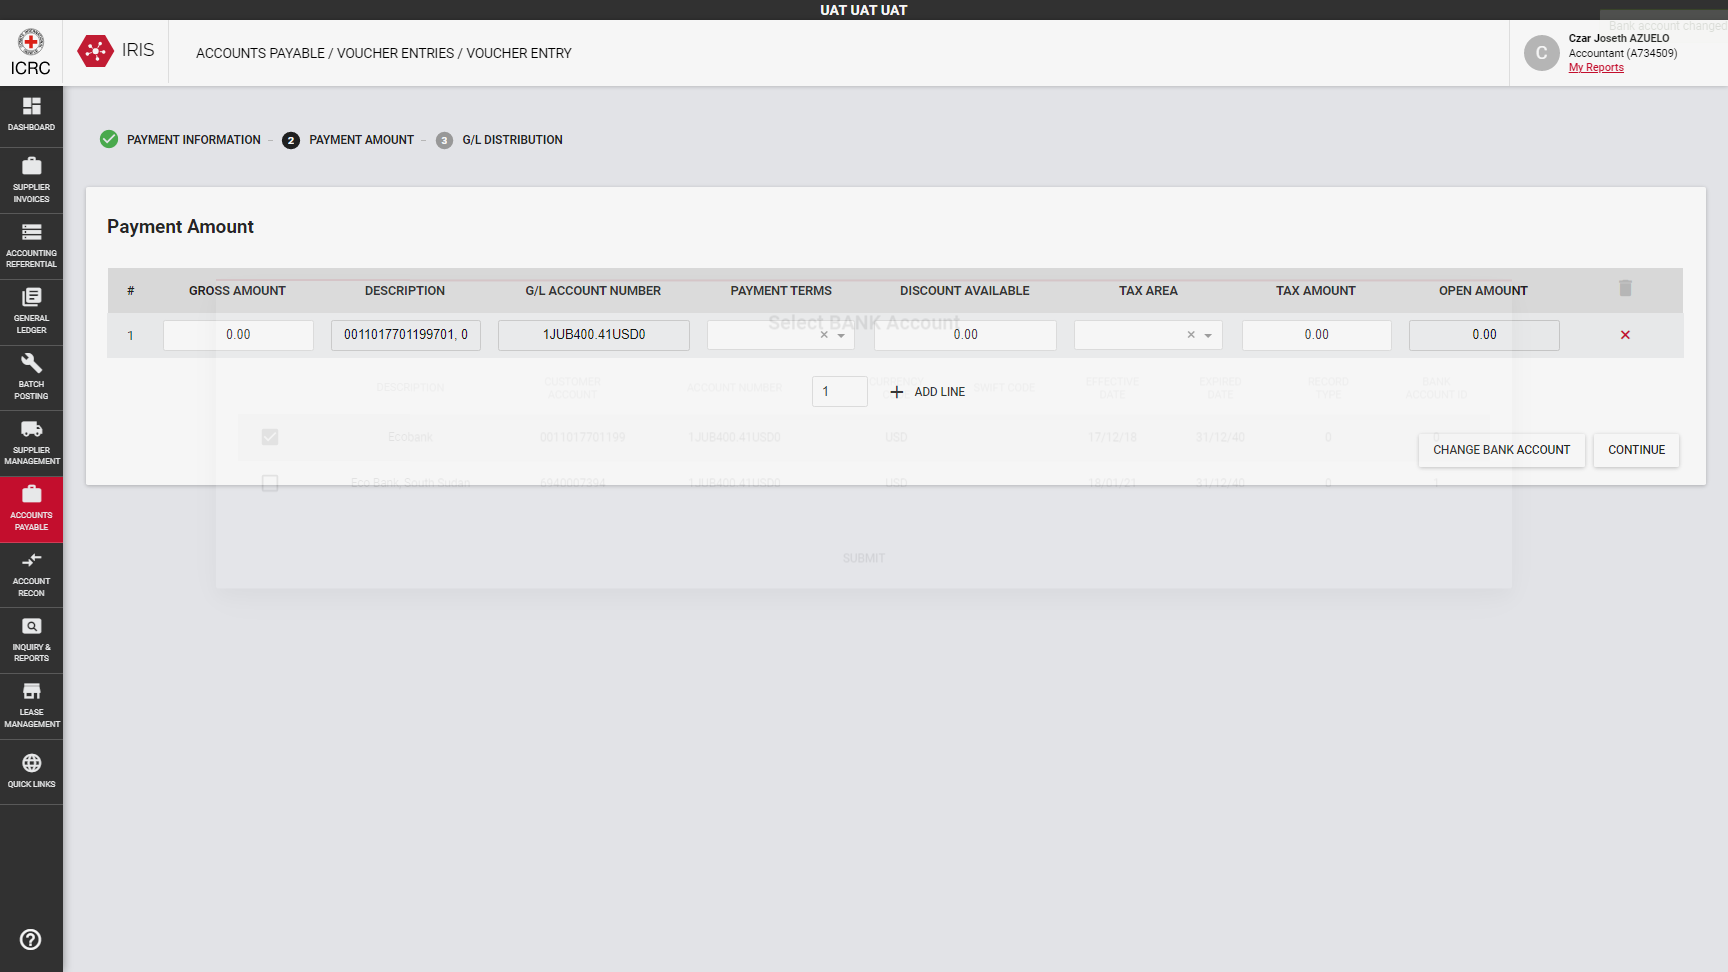 UAT UAT UAT
Bank account changed
ICRC
IRIS
ACCOUNTS PAYABLE / VOUCHER ENTRIES / VOUCHER ENTRY
C
Czar Joseth AZUELO
Accountant (A734509)
My Reports
DASHBOARD
SUPPLIER
INVOICES
ACCOUNTING
REFERENTIAL
GENERAL
LEDGER
BATCH
POSTING
SUPPLIER
MANAGEMENT
ACCOUNTS
PAYABLE
ACCOUNT
RECON
INQUIRY &
REPORTS
LEASE
MANAGEMENT
QUICK LINKS
PAYMENT INFORMATION – 2 PAYMENT AMOUNT – 3 G/L DISTRIBUTION
Payment Amount
# GROSS AMOUNT DESCRIPTION G/L ACCOUNT NUMBER PAYMENT TERMS DISCOUNT AVAILABLE TAX AREA TAX AMOUNT OPEN AMOUNT
1 0.00 0011017701199701, 0 1JUB400.41USD0 × 0.00 × 0.00 0.00 ×
1 + ADD LINE
CHANGE BANK ACCOUNT CONTINUE
Select BANK Account
DESCRIPTION CUSTOMER ACCOUNT ACCOUNT NUMBER CURRENCY SWIFT CODE EFFECTIVE DATE EXPIRED DATE RECORD TYPE BANK ACCOUNT ID
Ecobank 0011017701199 1JUB400.41USD0 USD 17/12/18 31/12/40 0 0
Eco Bank South Sudan 6940007394 1JUB400.41USD0 USD 18/01/21 31/12/40 0 1
SUBMIT